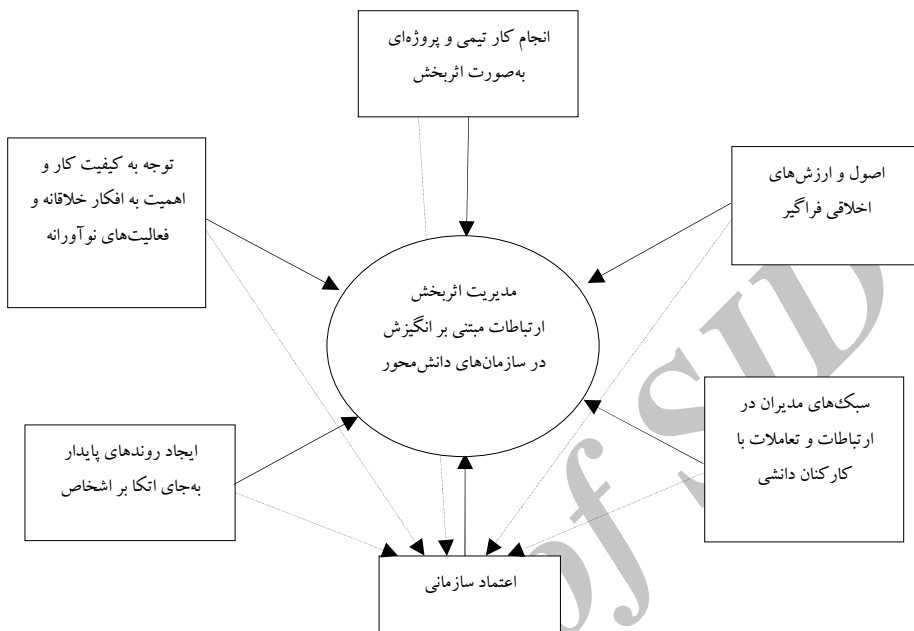 انجام کار تیمی و پروژه‌ای
به‌صورت اثربخش
اصول و ارزش‌های
اخلاقی فراگیر
توجه به کیفیت کار و
اهمیت به افکار خلاقانه و
فعالیت‌های نوآورانه
مدیریت اثربخش
ارتباطات مبتنی بر انگیزش
در سازمان‌های دانش‌محور
سبک‌های مدیران در
ارتباطات و تعاملات با
کارکنان دانشی
ایجاد روندهای پایدار
به‌جای اتکا بر اشخاص
اعتماد سازمانی
of SID